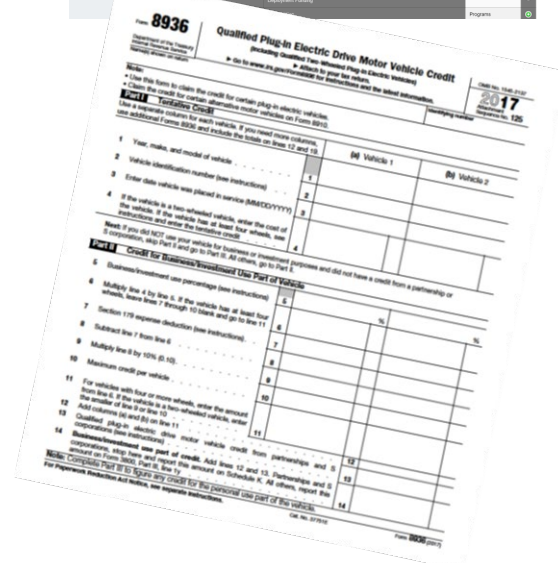 Deployment Funding
Programs
Form 8936
Department of the Treasury
Internal Revenue Service
Name(s) shown on return
Qualified Plug-in Electric Drive Motor Vehicle Credit
(Including Qualified Two-Wheeled Plug-in Electric Vehicles)
▶ Attach to your tax return.
▶ Go to www.irs.gov/Form8936 for instructions and the latest information.
OMB No. 1545-2137
2017
Attachment
Sequence No. 125
Identifying number
Note:
• Use this form to claim the credit for certain plug-in electric vehicles.
• Claim the credit for certain alternative motor vehicles on Form 8910.
Part I Tentative Credit
Use a separate column for each vehicle. If you need more columns,
use additional Forms 8936 and include the totals on lines 12 and 19.
(a) Vehicle 1
(b) Vehicle 2
1 Year, make, and model of vehicle 1
2 Vehicle identification number (see instructions) 2
3 Enter date vehicle was placed in service (MM/DD/YYYY) 3
4 If the vehicle is a two-wheeled vehicle, enter the cost of
the vehicle. If the vehicle has at least four wheels, see
instructions and enter the tentative credit 4
Next: If you did NOT use your vehicle for business or investment purposes and did not have a credit from a partnership or
S corporation, skip Part II and go to Part III. All others, go to Part II.
Part II Credit for Business/Investment Use Part of Vehicle
5 Business/investment use percentage (see instructions) 5 % %
6 Multiply line 4 by line 5. If the vehicle has at least four
wheels, leave lines 7 through 10 blank and go to line 11 6
7 Section 179 expense deduction (see instructions) 7
8 Subtract line 7 from line 6 8
9 Multiply line 8 by 10% (0.10) 9
10 Maximum credit per vehicle 10
11 For vehicles with four or more wheels, enter the amount
from line 6. If the vehicle is a two-wheeled vehicle, enter
the smaller of line 9 or line 10 11
12 Add columns (a) and (b) on line 11 12
13 Qualified plug-in electric drive motor vehicle credit from partnerships and S
corporations (see instructions) 13
14 Business/investment use part of credit. Add lines 12 and 13. Partnerships and S
corporations, stop here and report this amount on Schedule K. All others, report this
amount on Form 3800, Part III, line 1y 14
Note: Complete Part III to figure any credit for the personal use part of the vehicle.
For Paperwork Reduction Act Notice, see separate instructions.
Form 8936 (2017)